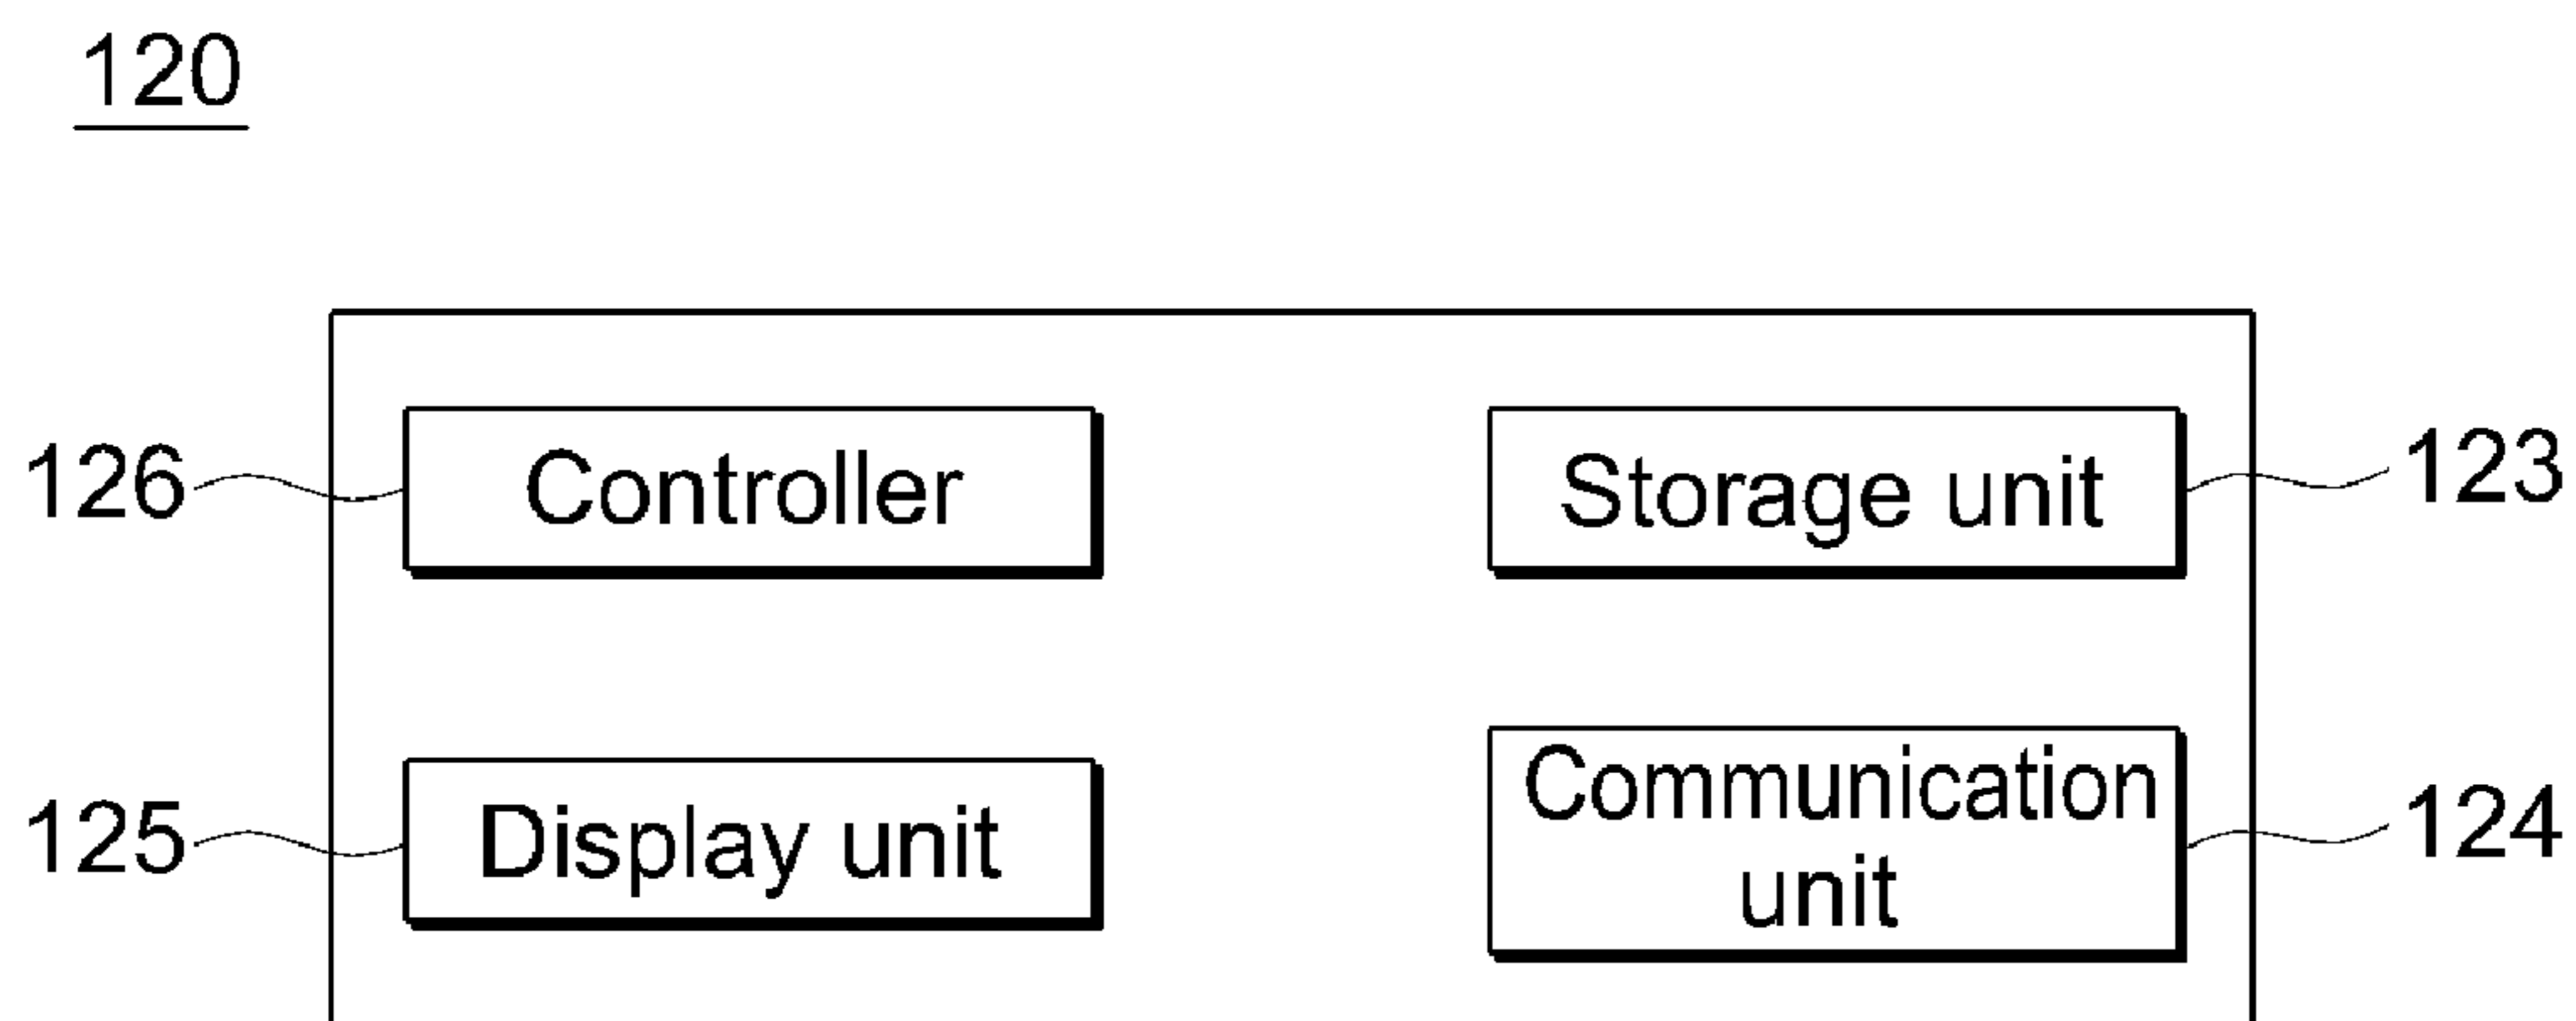 120
126 Controller Storage unit 123
125 Display unit Communication unit 124